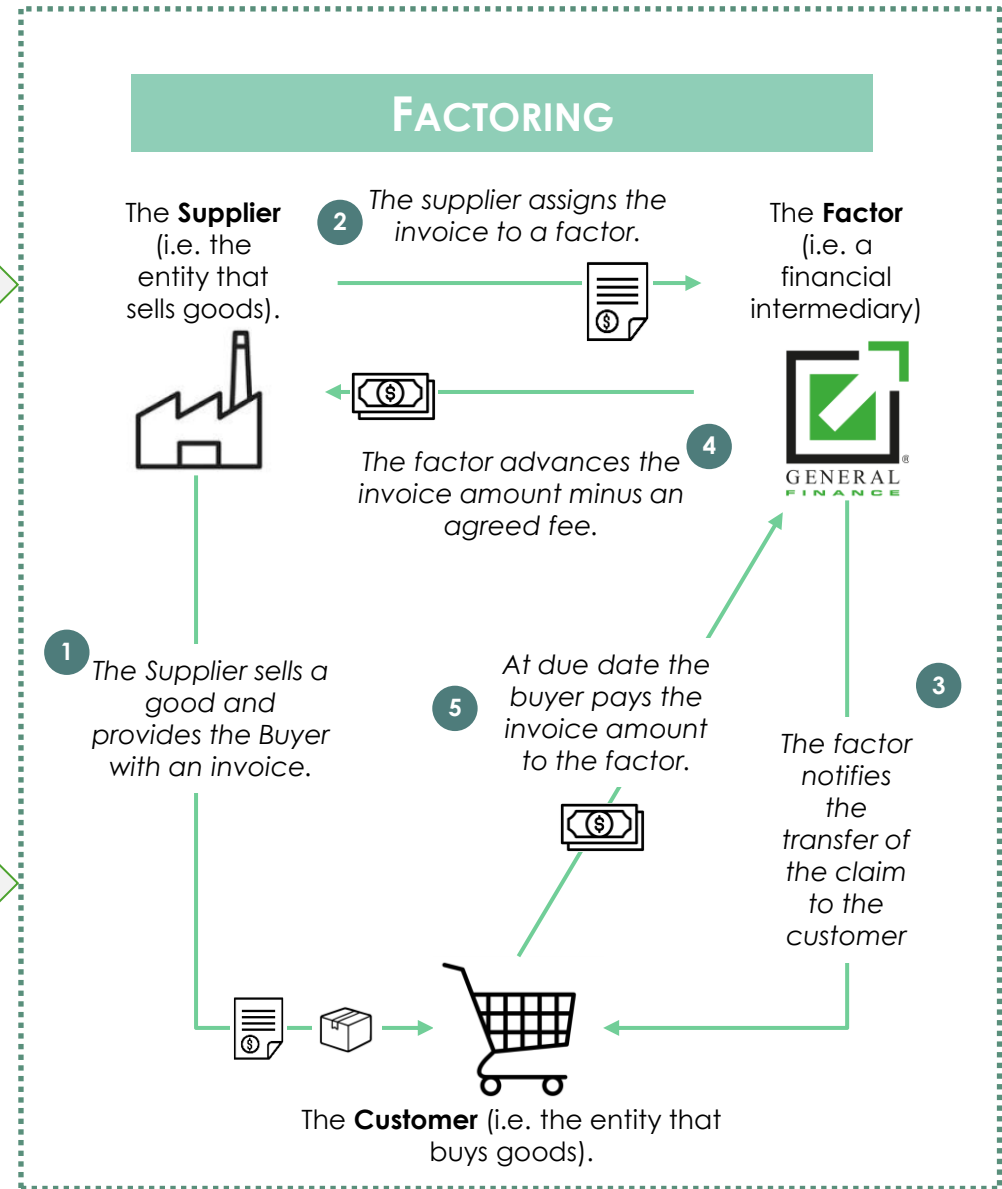 FACTORING
The Supplier
(i.e. the
entity that
sells goods).
2
The supplier assigns the
invoice to a factor.
The Factor
(i.e. a
financial
intermediary)
GENERAL
FINANCE
®
4
The factor advances the
invoice amount minus an
agreed fee.
1
The Supplier sells a
good and
provides the Buyer
with an invoice.
5
At due date the
buyer pays the
invoice amount
to the factor.
3
The factor
notifies
the
transfer of
the claim
to the
customer
The Customer (i.e. the entity that
buys goods).
$
$
$
$